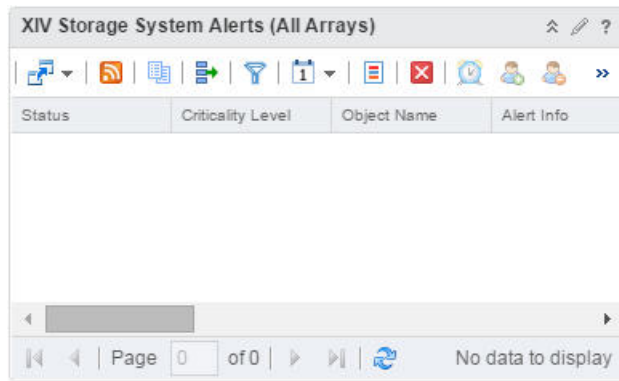 XIV Storage System Alerts (All Arrays) ?
1 »
Status Criticality Level Object Name Alert Info
Page 0 of 0 No data to display